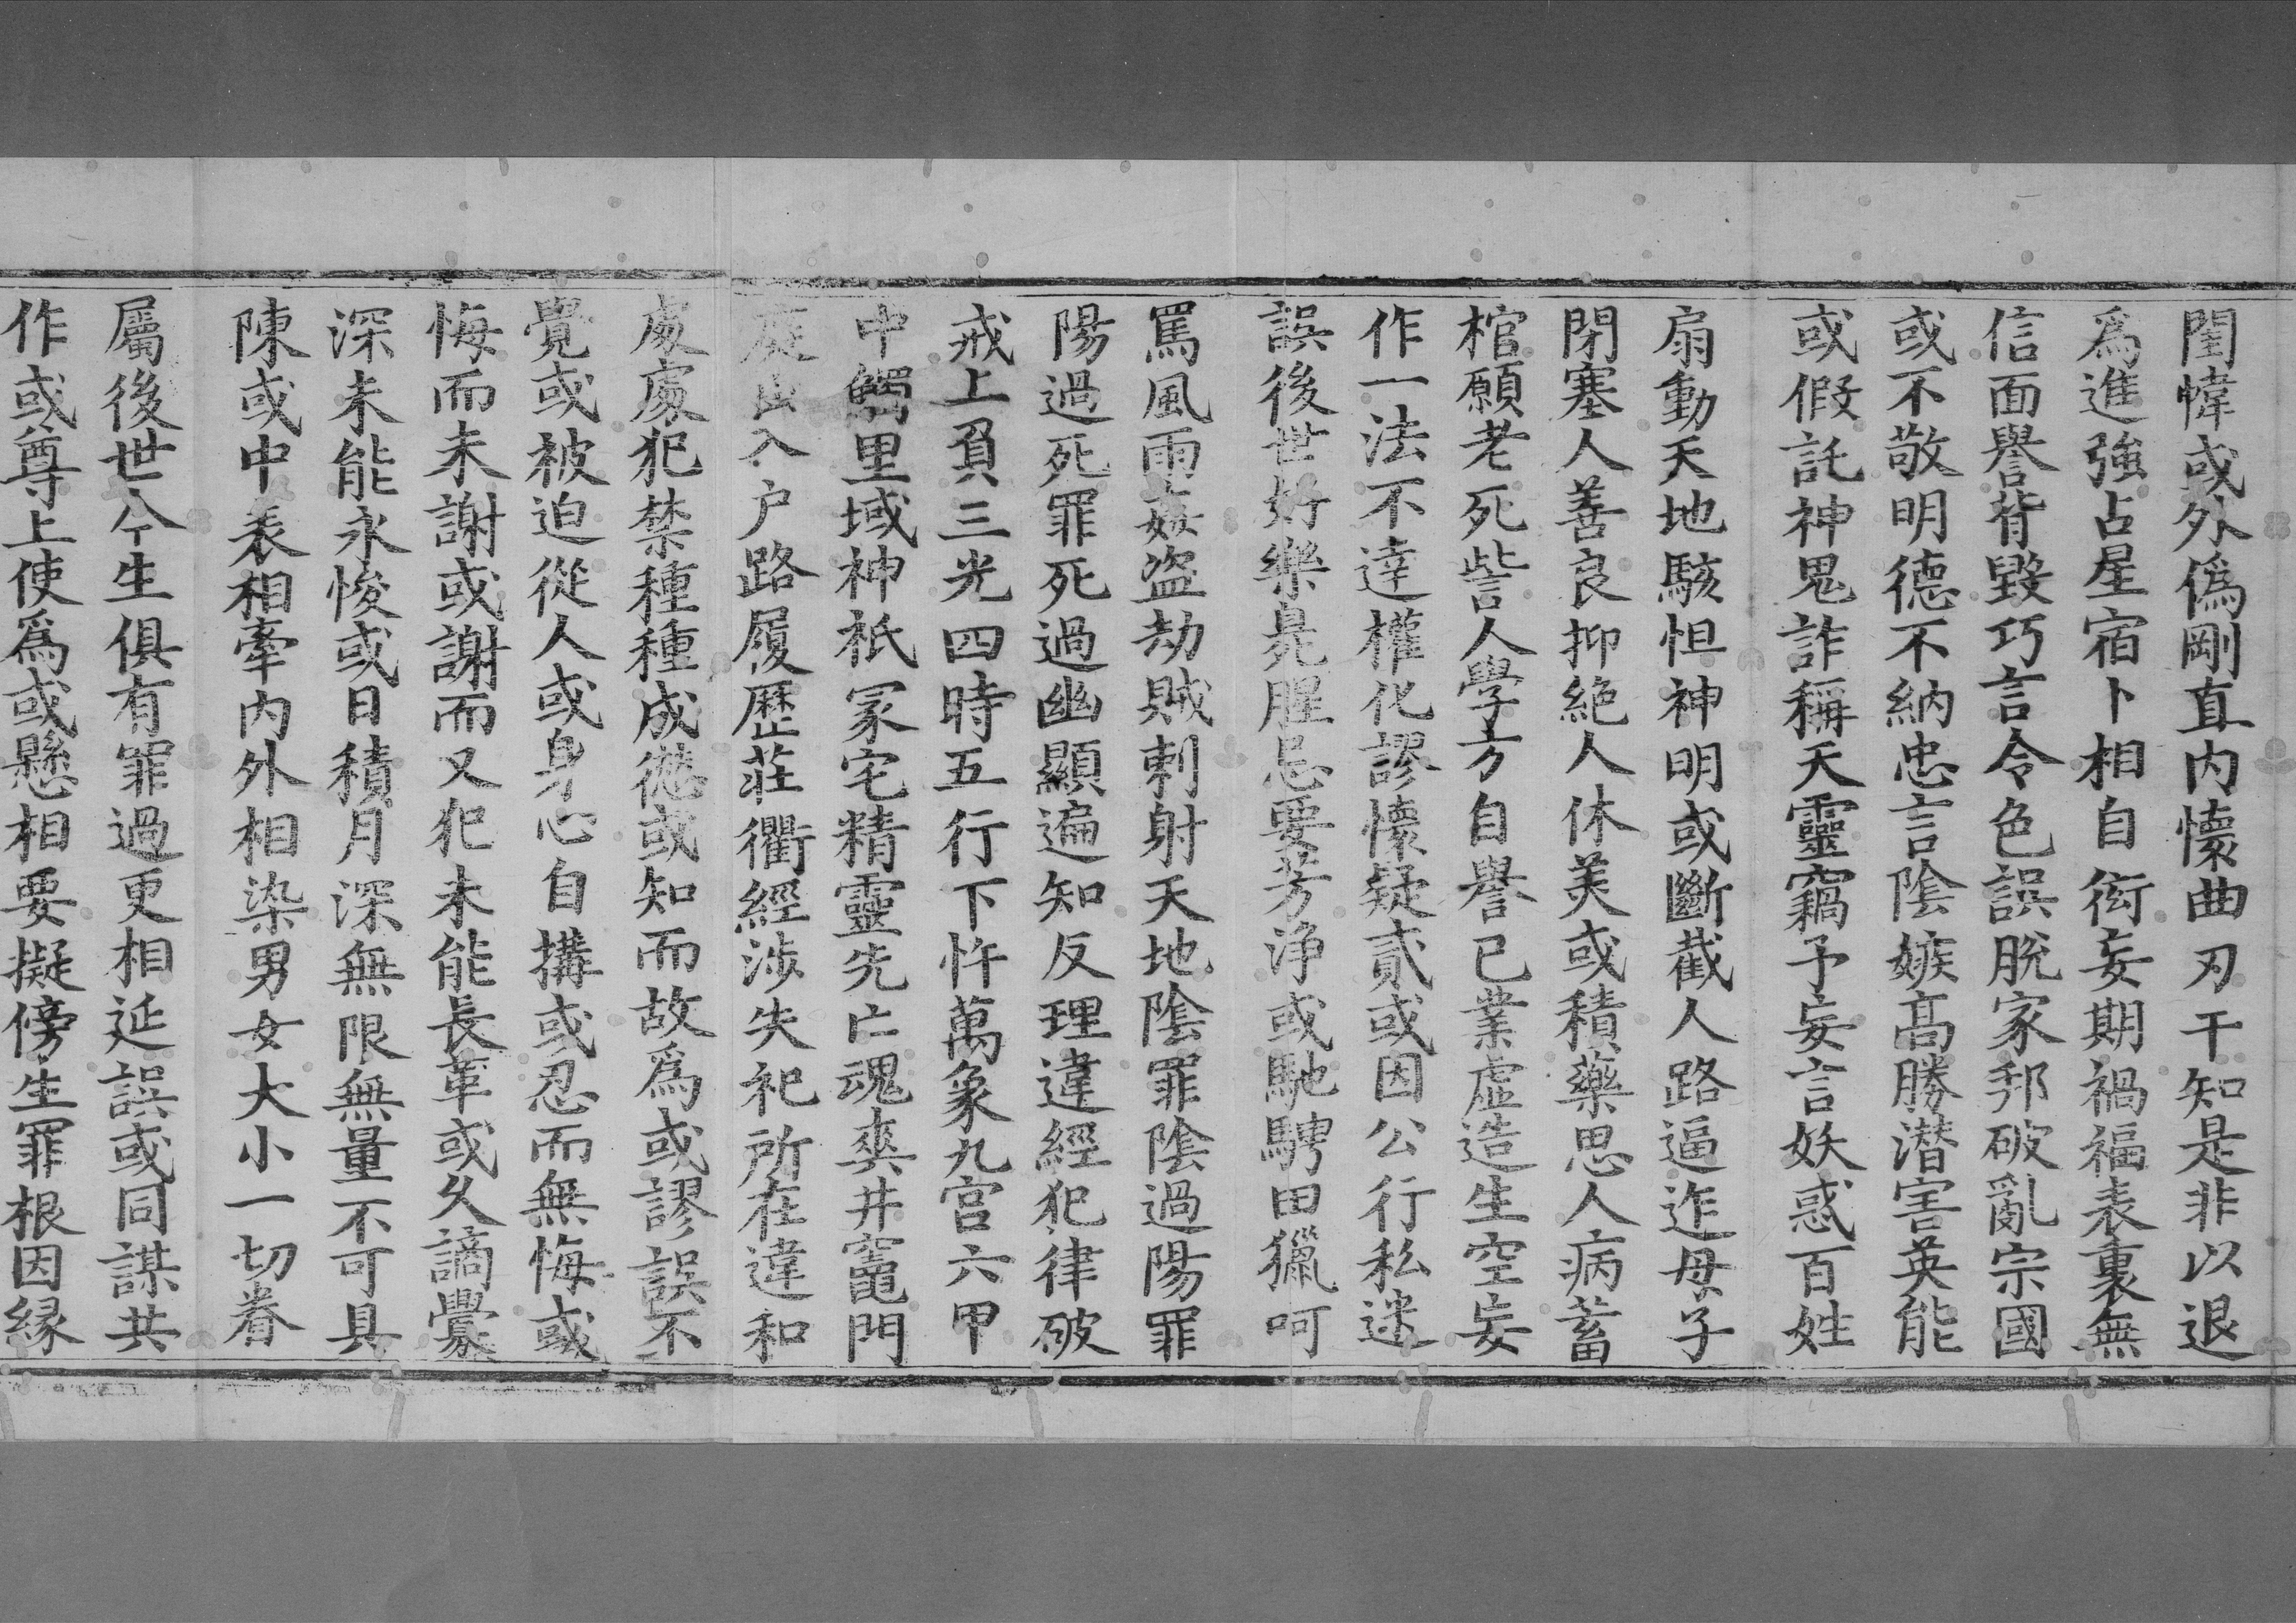 閨幃或外僞剛直内懷曲刃干知是非以退
爲進強占星宿卜相自衒妄期禍福表裏無
信面譽背毀巧言令色誤脫家邦破亂宗國
或不敬明德不納忠言陰嫉高勝潜害英能
或假託神鬼詐稱天靈竊予妄言妖惑百姓
扇動天地駭怛神明或斷截人路逼迮母子
閉塞人善良抑絶人休美或積藥思人病蓄
棺願老死訾人學方自譽已業虚造生空妄
作一法不達權化謬懷疑貳或因公行私迷
誤後世好樂臰腥忌要芳浄或馳騁田獵呵
罵風雨姦盜劫賊刺射天地陰罪陰過陽罪
陽過死罪死過幽顯遍知反理違經犯律破
戒上負三光四時五行下忤萬象九宫六甲
中觸里域神祇冢宅精靈先亡魂爽井竈門
庭出入户路履歷莊衢經涉失祀所在違和
處處犯禁種種成愆或知而故爲或謬誤不
覺或被迫從人或身心自搆或忍而無悔或
悔而未謝或謝而又犯未能長革或久謫釁
深未能永悛或日積月深無限無量不可具
陳或中表相牽内外相染男女大小一切眷
屬後世今生俱有罪過更相延誤或同謀共
作或尊上使爲或懸相要擬傍生罪根因縁